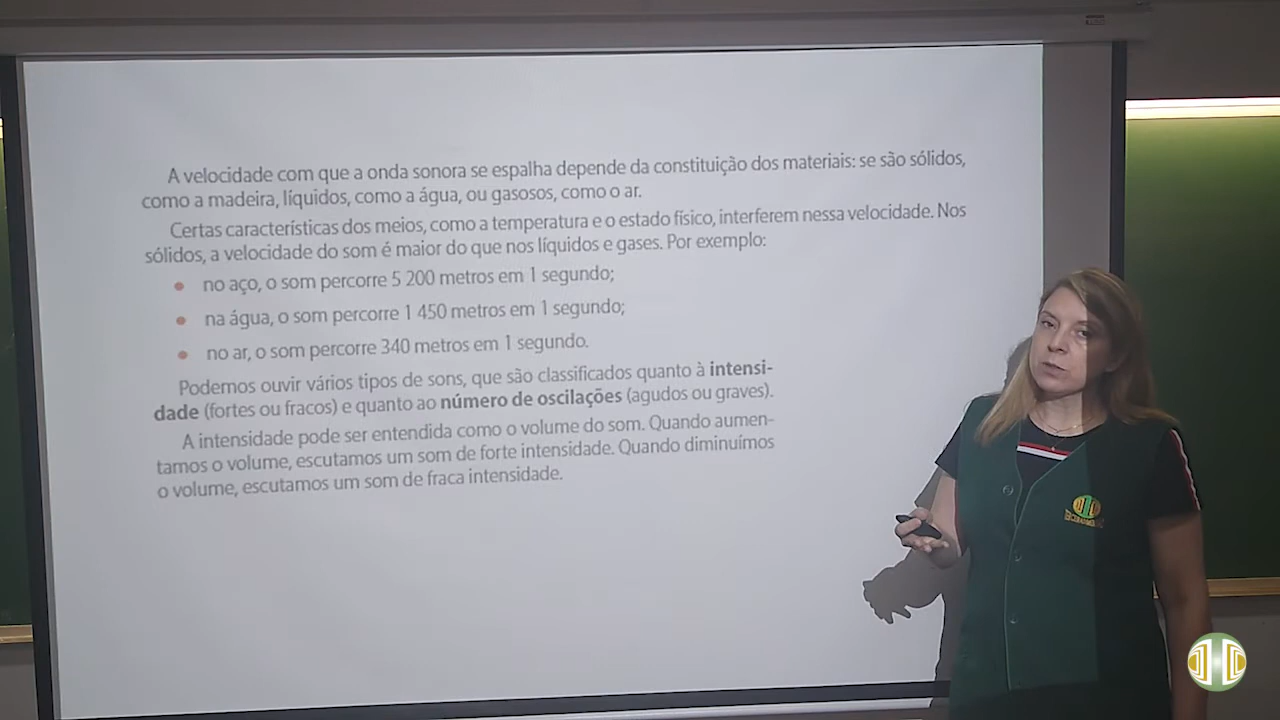 A velocidade com que a onda sonora se espalha depende da constituição dos materiais: se são sólidos,
como a madeira, líquidos, como a água, ou gasosos, como o ar.
Certas características dos meios, como a temperatura e o estado físico, interferem nessa velocidade. Nos
sólidos, a velocidade do som é maior do que nos líquidos e gases. Por exemplo:
• no aço, o som percorre 5 200 metros em 1 segundo;
• na água, o som percorre 1 450 metros em 1 segundo;
• no ar, o som percorre 340 metros em 1 segundo.
Podemos ouvir vários tipos de sons, que são classificados quanto à intensi-
dade (fortes ou fracos) e quanto ao número de oscilações (agudos ou graves).
A intensidade pode ser entendida como o volume do som. Quando aumen-
tamos o volume, escutamos um som de forte intensidade. Quando diminuímos
o volume, escutamos um som de fraca intensidade.